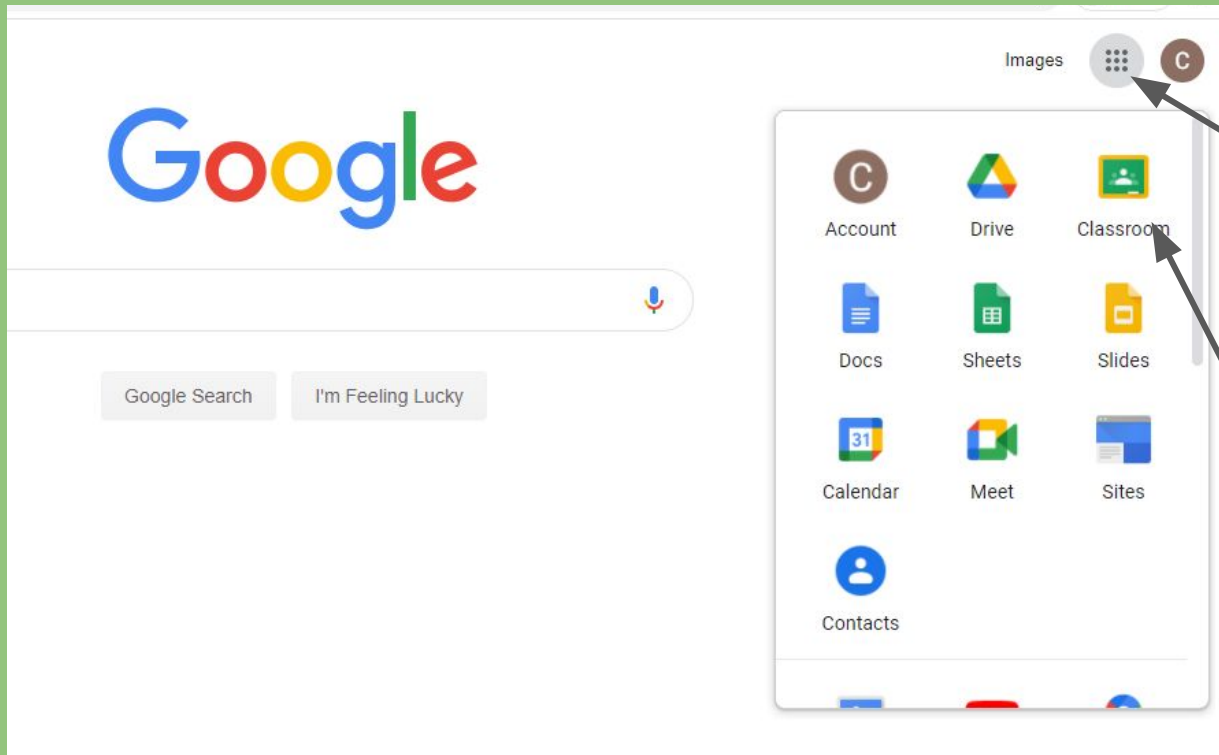 Images
C
Google
C
Account Drive Classroom
Docs Sheets Slides
Google Search I'm Feeling Lucky
31
Calendar Meet Sites
Contacts